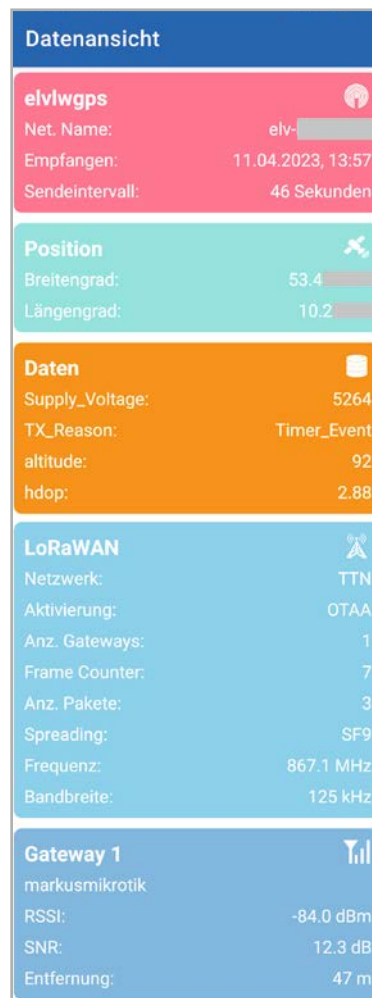 Datenansicht
elvlwgps
Net. Name: elv-
Empfangen: 11.04.2023, 13:57
Sendeintervall: 46 Sekunden
Position
Breitengrad: 53.4
Längengrad: 10.2
Daten
Supply_Voltage: 5264
TX_Reason: Timer_Event
altitude: 92
hdop: 2.88
LoRaWAN
Netzwerk: TTN
Aktivierung: OTAA
Anz. Gateways: 1
Frame Counter: 7
Anz. Pakete: 3
Spreading: SF9
Frequenz: 867.1 MHz
Bandbreite: 125 kHz
Gateway 1
markusmikrotik
RSSI: -84.0 dBm
SNR: 12.3 dB
Entfernung: 47 m